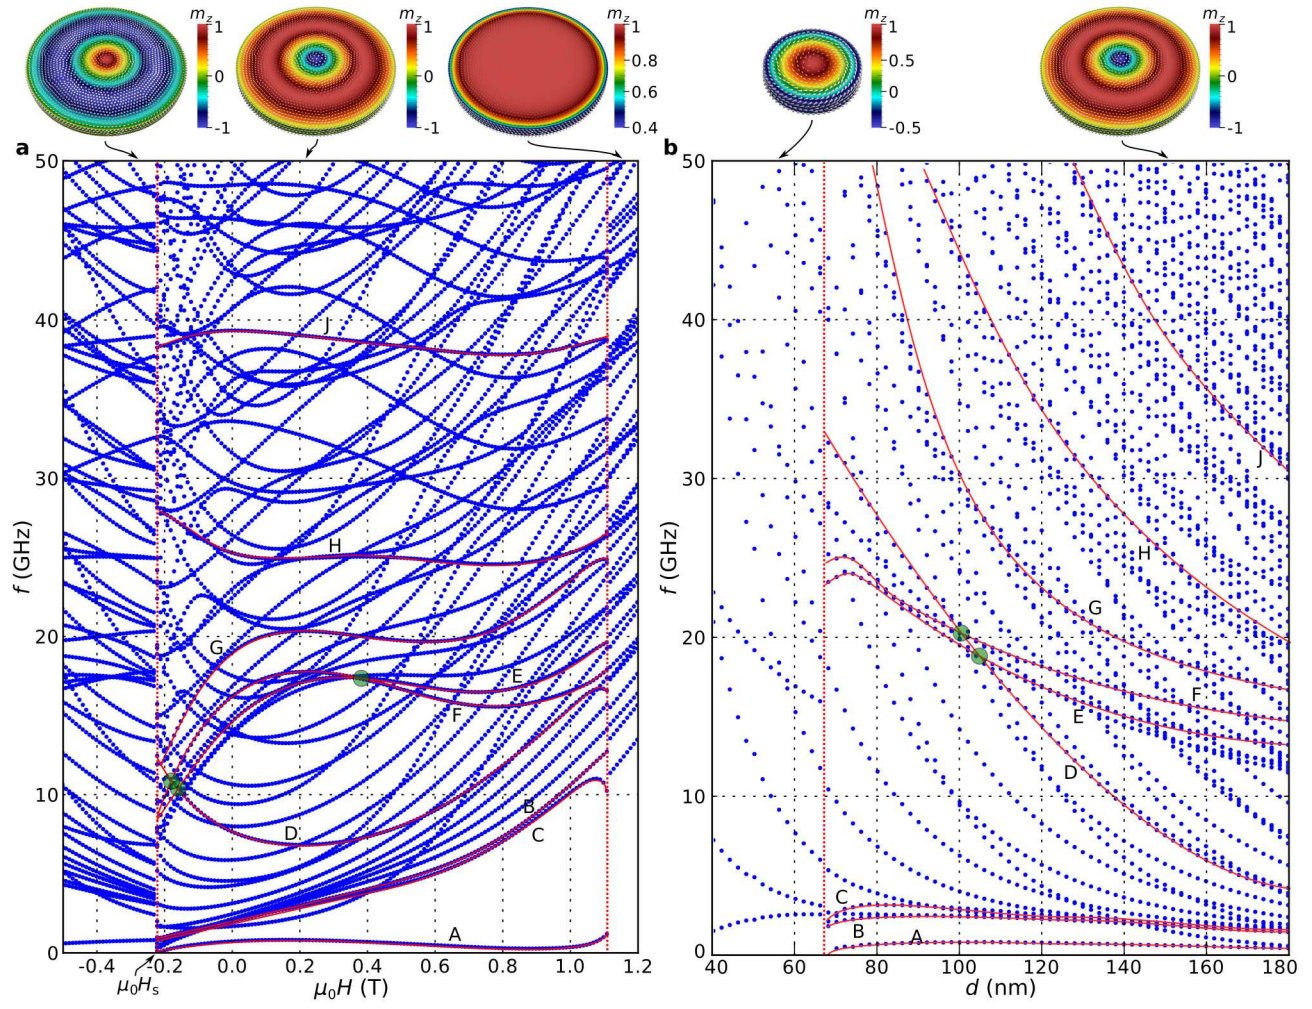 m_z m_z m_z m_z m_z
1 1 1 1 1
0.8 0.5
0 0 0.6 0 0
-1 -1 0.4 -0.5 -1
a b
50 50
J
40 40
J
30 30
H H
f (GHz) f (GHz)
20 G 20 G
E F
F E
D
10 10
D B
C
C
B
A A
0 0
-0.4 -0.2 0.0 0.2 0.4 0.6 0.8 1.0 1.2 40 60 80 100 120 140 160 180
μ₀Hₛ μ₀H (T) d (nm)